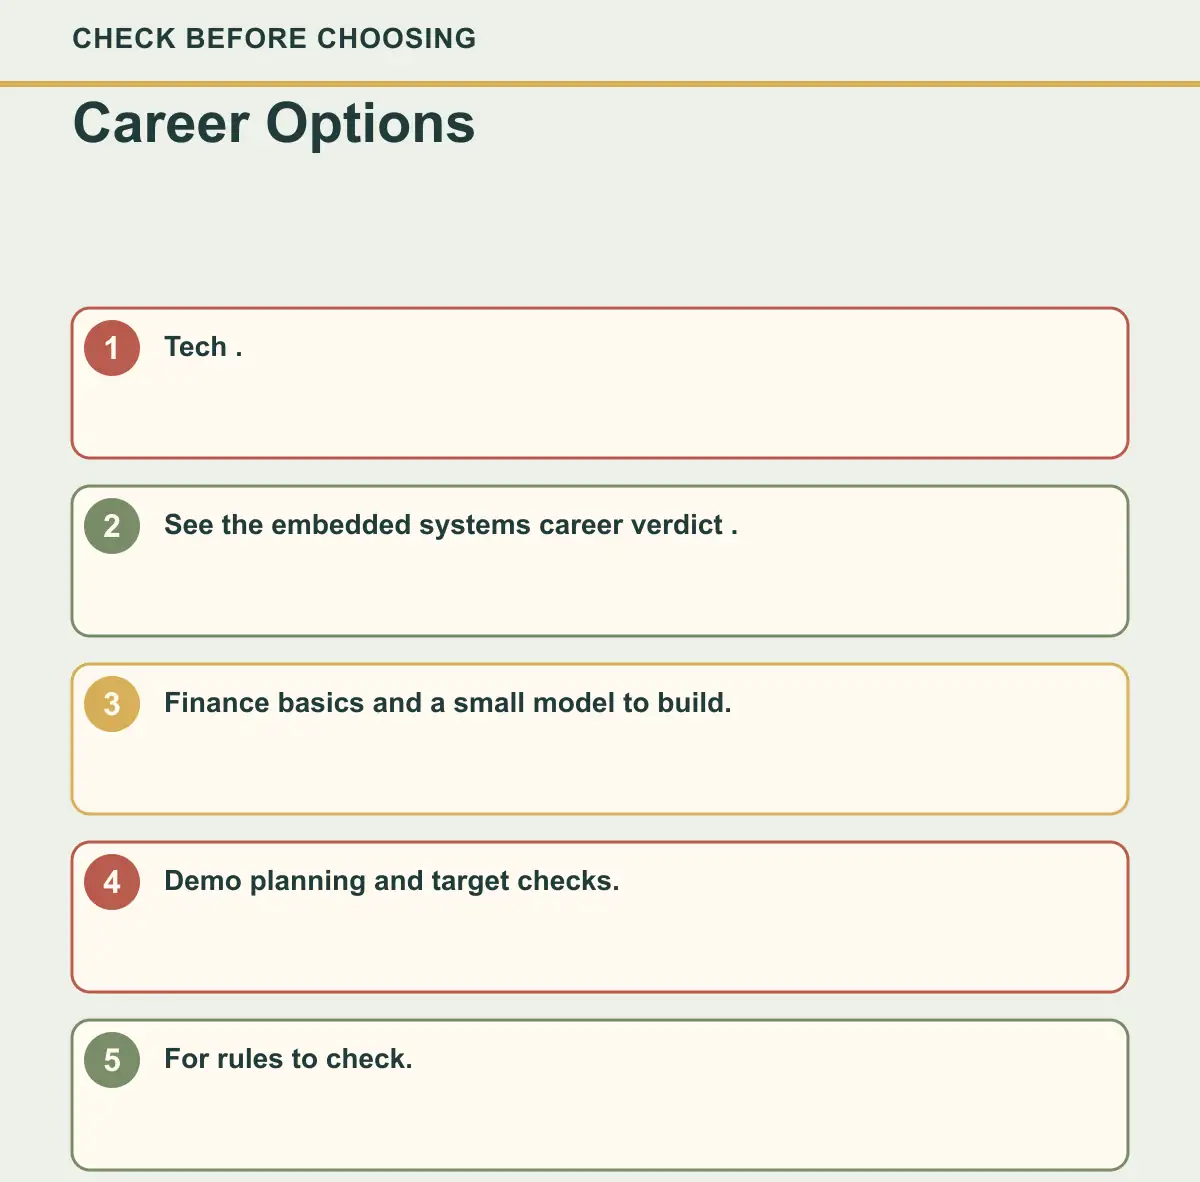 CHECK BEFORE CHOOSING
Career Options
1 Tech .
2 See the embedded systems career verdict .
3 Finance basics and a small model to build.
4 Demo planning and target checks.
5 For rules to check.